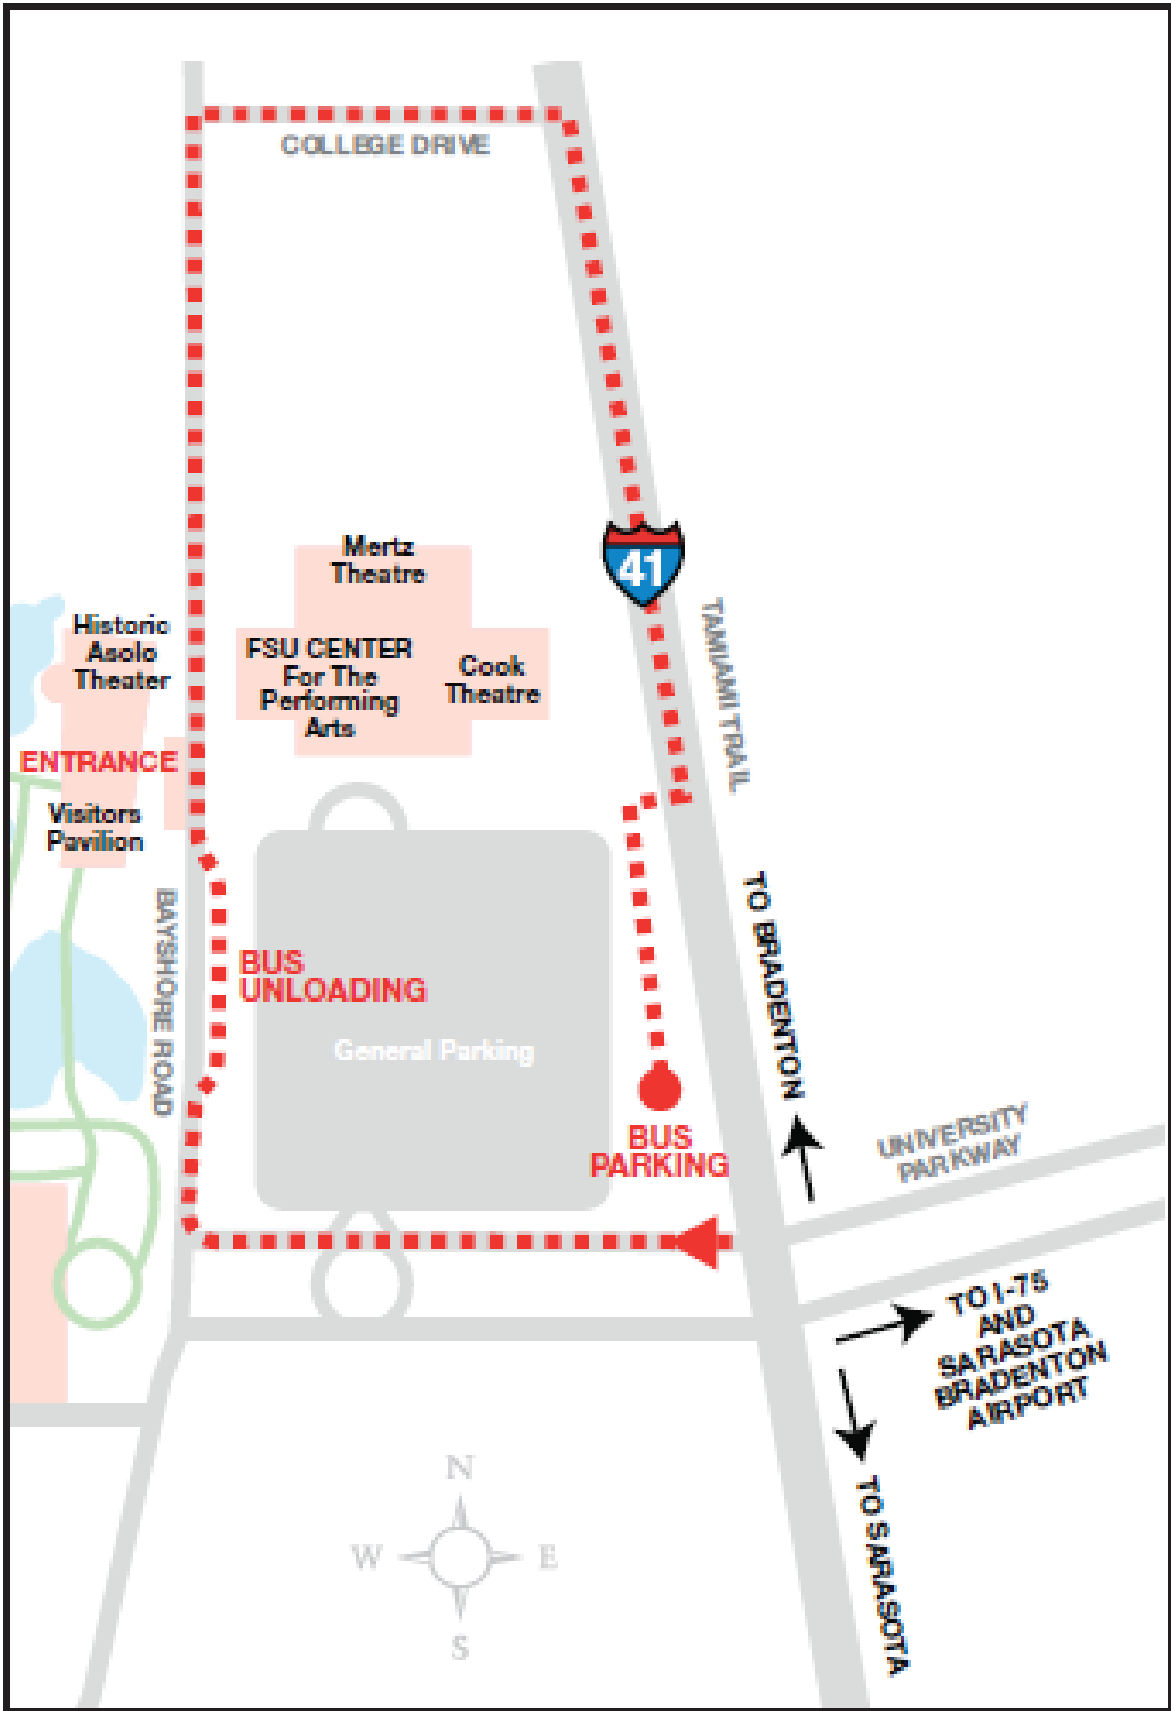 COLLEGE DRIVE
Mertz
Theatre
41
Historic
Asolo
Theater
FSU CENTER
For The
Performing
Arts
Cook
Theatre
TAMIAMI TRAIL
ENTRANCE
Visitors
Pavilion
BAYSHORE ROAD
BUS
UNLOADING
General Parking
TO BRADENTON
BUS
PARKING
UNIVERSITY
PARKWAY
TO I-75
AND
SARASOTA
BRADENTON
AIRPORT
N
W
E
S
TO SARASOTA